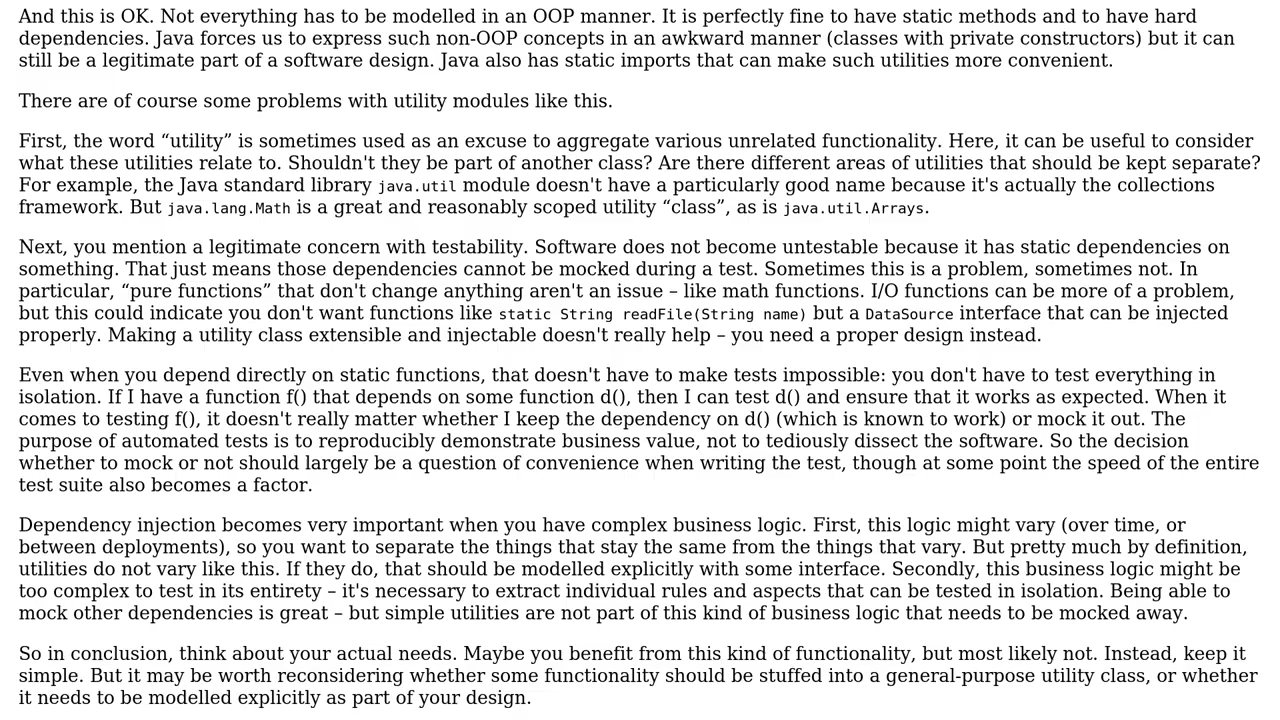 And this is OK. Not everything has to be modelled in an OOP manner. It is perfectly fine to have static methods and to have hard
dependencies. Java forces us to express such non-OOP concepts in an awkward manner (classes with private constructors) but it can
still be a legitimate part of a software design. Java also has static imports that can make such utilities more convenient.
There are of course some problems with utility modules like this.
First, the word “utility” is sometimes used as an excuse to aggregate various unrelated functionality. Here, it can be useful to consider
what these utilities relate to. Shouldn't they be part of another class? Are there different areas of utilities that should be kept separate?
For example, the Java standard library java.util module doesn't have a particularly good name because it's actually the collections
framework. But java.lang.Math is a great and reasonably scoped utility “class”, as is java.util.Arrays.
Next, you mention a legitimate concern with testability. Software does not become untestable because it has static dependencies on
something. That just means those dependencies cannot be mocked during a test. Sometimes this is a problem, sometimes not. In
particular, “pure functions” that don't change anything aren't an issue – like math functions. I/O functions can be more of a problem,
but this could indicate you don't want functions like static String readFile(String name) but a DataSource interface that can be injected
properly. Making a utility class extensible and injectable doesn't really help – you need a proper design instead.
Even when you depend directly on static functions, that doesn't have to make tests impossible: you don't have to test everything in
isolation. If I have a function f() that depends on some function d(), then I can test d() and ensure that it works as expected. When it
comes to testing f(), it doesn't really matter whether I keep the dependency on d() (which is known to work) or mock it out. The
purpose of automated tests is to reproducibly demonstrate business value, not to tediously dissect the software. So the decision
whether to mock or not should largely be a question of convenience when writing the test, though at some point the speed of the entire
test suite also becomes a factor.
Dependency injection becomes very important when you have complex business logic. First, this logic might vary (over time, or
between deployments), so you want to separate the things that stay the same from the things that vary. But pretty much by definition,
utilities do not vary like this. If they do, that should be modelled explicitly with some interface. Secondly, this business logic might be
too complex to test in its entirety – it's necessary to extract individual rules and aspects that can be tested in isolation. Being able to
mock other dependencies is great – but simple utilities are not part of this kind of business logic that needs to be mocked away.
So in conclusion, think about your actual needs. Maybe you benefit from this kind of functionality, but most likely not. Instead, keep it
simple. But it may be worth reconsidering whether some functionality should be stuffed into a general-purpose utility class, or whether
it needs to be modelled explicitly as part of your design.